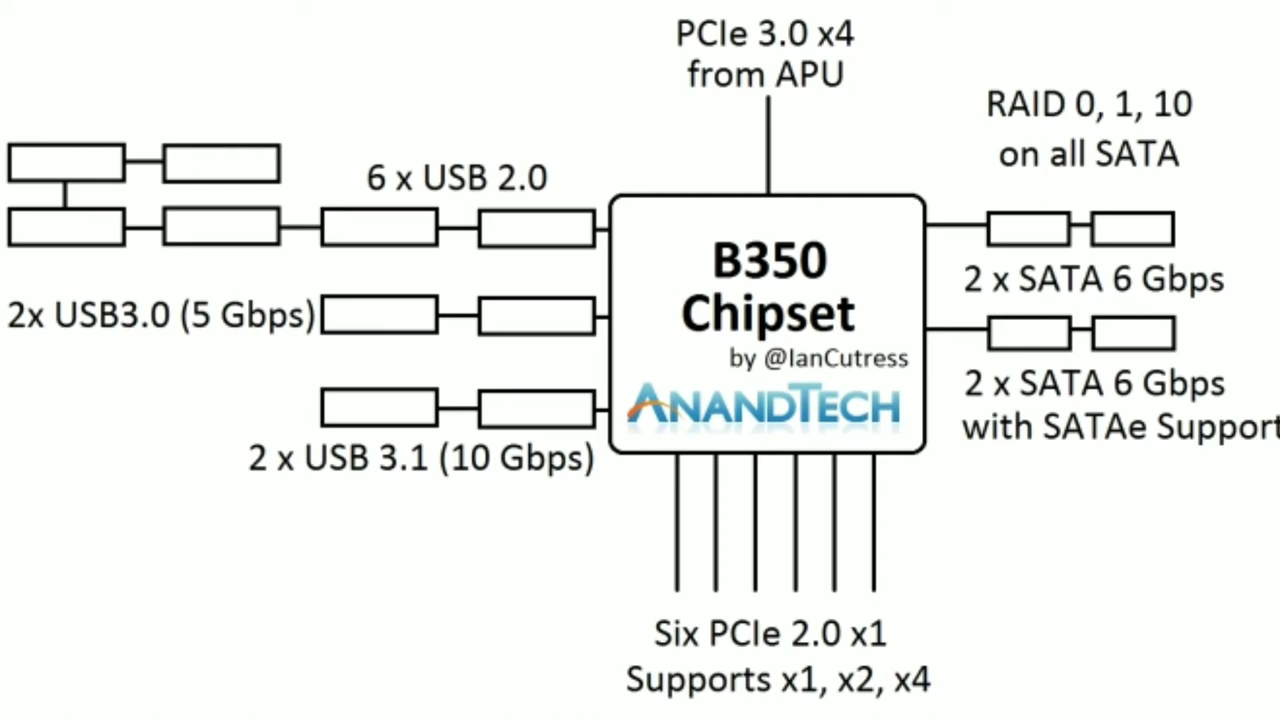 PCIe 3.0 x4
from APU
RAID 0, 1, 10
on all SATA
6 x USB 2.0
B350
Chipset
by @IanCutress
ANANDTECH
2 x SATA 6 Gbps
2x USB3.0 (5 Gbps)
2 x SATA 6 Gbps
with SATAe Support
2 x USB 3.1 (10 Gbps)
Six PCIe 2.0 x1
Supports x1, x2, x4